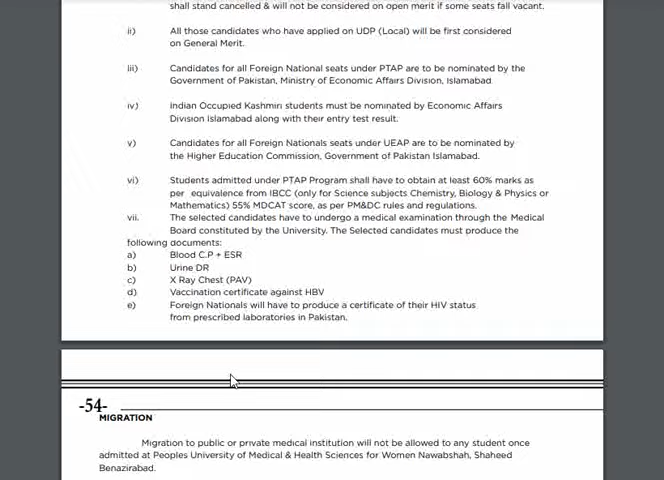 shall stand cancelled & will not be considered on open merit if some seats fall vacant.
ii) All those candidates who have applied on UDP (Local) will be first considered
on General Merit.
iii) Candidates for all Foreign National seats under PTAP are to be nominated by the
Government of Pakistan, Ministry of Economic Affairs Division, Islamabad
iv) Indian Occupied Kashmin students must be nominated by Economic Affairs
Division Islamabad along with their entry test result.
v) Candidates for all Foreign Nationals seats under UEAP are to be nominated by
the Higher Education Commission, Government of Pakistan Islamabad.
vi) Students admitted under PTAP Program shall have to obtain at least 60% marks as
per equivalence from IBCC (only for Science subjects Chemistry, Biology & Physics or
Mathematics) 55% MDCAT score, as per PM&DC rules and regulations.
vii. The selected candidates have to undergo a medical examination through the Medical
Board constituted by the University. The Selected candidates must produce the
following documents:
a) Blood C.P + ESR
b) Urine DR
c) X Ray Chest (PAV)
d) Vaccination certificate against HBV
e) Foreign Nationals will have to produce a certificate of their HIV status
from prescribed laboratories in Pakistan.
-54-
MIGRATION
Migration to public or private medical institution will not be allowed to any student once
admitted at Peoples University of Medical & Health Sciences for Women Nawabshah, Shaheed
Benazirabad.